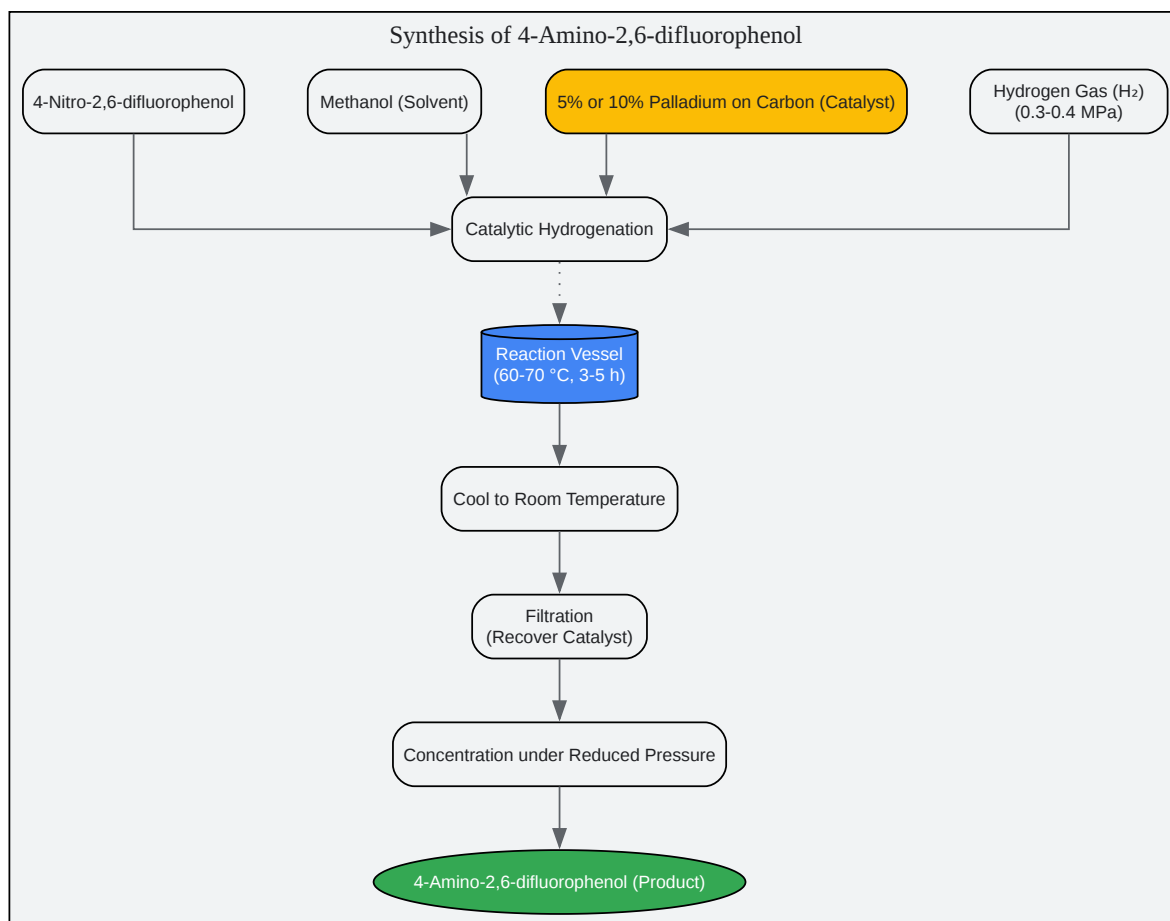 Synthesis of 4-Amino-2,6-difluorophenol
4-Nitro-2,6-difluorophenol
Methanol (Solvent)
5% or 10% Palladium on Carbon (Catalyst)
Hydrogen Gas (H₂)
(0.3-0.4 MPa)
Catalytic Hydrogenation
Reaction Vessel
(60-70 °C, 3-5 h)
Cool to Room Temperature
Filtration
(Recover Catalyst)
Concentration under Reduced Pressure
4-Amino-2,6-difluorophenol (Product)